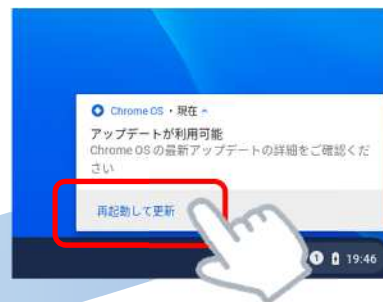 Chrome OS・現在
アップデートが利用可能
Chrome OS の最新アップデートの詳細をご確認くだ
さい
再起動して更新
1 19:46